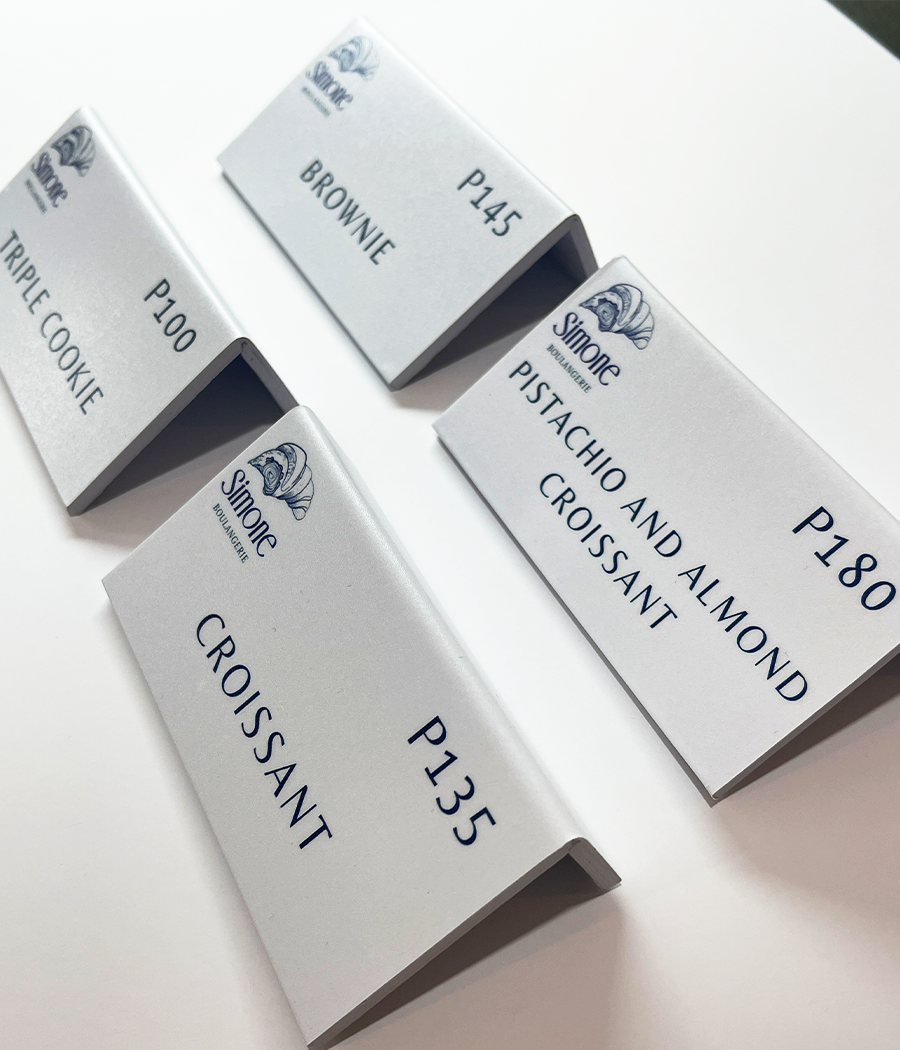 Simone
BOULANGERIE
TRIPLE COOKIE
P100
Simone
BOULANGERIE
BROWNIE
P145
Simone
BOULANGERIE
CROISSANT
P135
Simone
BOULANGERIE
PISTACHIO AND ALMOND
CROISSANT
P180